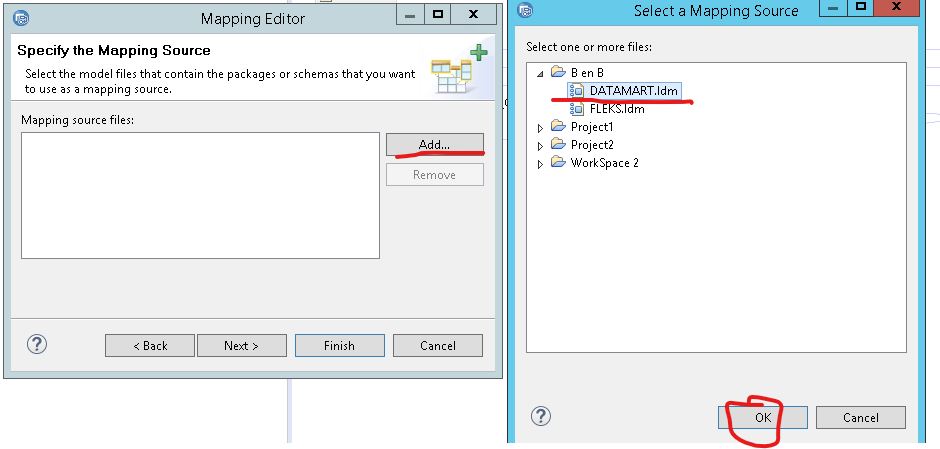 Mapping Editor
Specify the Mapping Source
Select the model files that contain the packages or schemas that you want
to use as a mapping source.
Mapping source files:
Add...
Remove
< Back
Next >
Finish
Cancel
Select a Mapping Source
Select one or more files:
B en B
DATAMART.ldm
FLEKS.ldm
Project1
Project2
WorkSpace 2
OK
Cancel